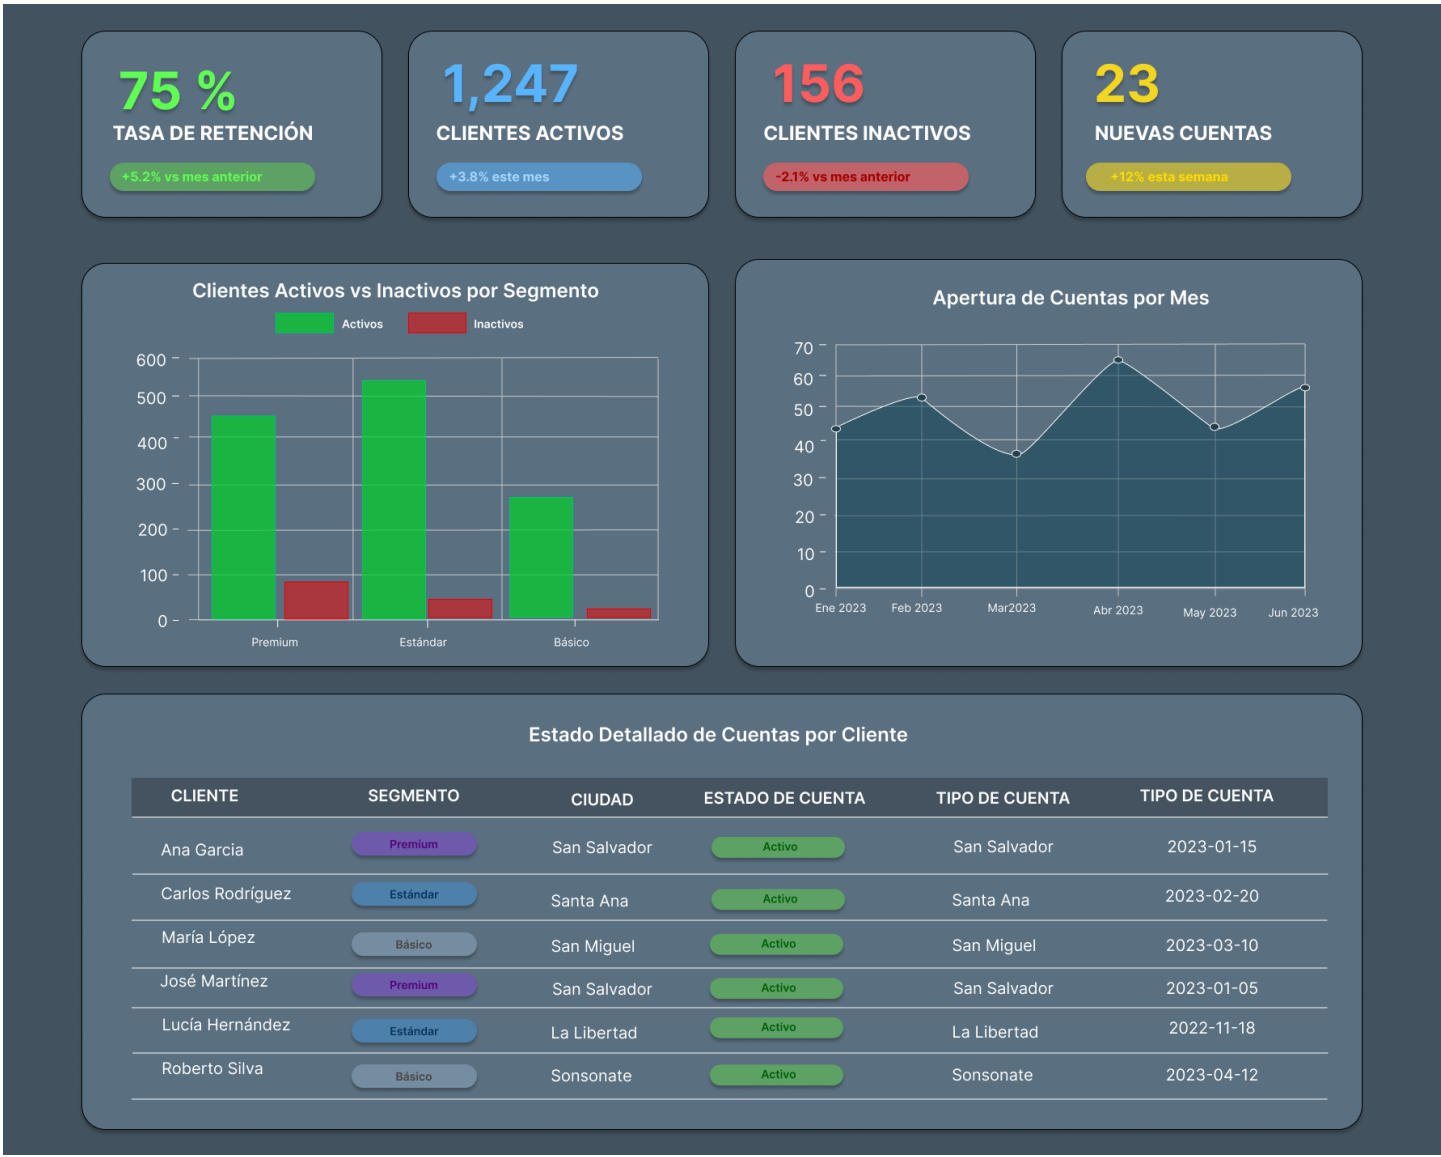 75 %
TASA DE RETENCIÓN
+5.2% vs mes anterior
1,247
CLIENTES ACTIVOS
+3.8% este mes
156
CLIENTES INACTIVOS
-2.1% vs mes anterior
23
NUEVAS CUENTAS
+12% esta semana
Clientes Activos vs Inactivos por Segmento
Activos Inactivos
600
500
400
300
200
100
0
Premium Estándar Básico
Apertura de Cuentas por Mes
70
60
50
40
30
20
10
0
Ene 2023 Feb 2023 Mar2023 Abr 2023 May 2023 Jun 2023
Estado Detallado de Cuentas por Cliente
CLIENTE SEGMENTO CIUDAD ESTADO DE CUENTA TIPO DE CUENTA TIPO DE CUENTA
Ana Garcia Premium San Salvador Activo San Salvador 2023-01-15
Carlos Rodríguez Estándar Santa Ana Activo Santa Ana 2023-02-20
María López Básico San Miguel Activo San Miguel 2023-03-10
José Martínez Premium San Salvador Activo San Salvador 2023-01-05
Lucía Hernández Estándar La Libertad Activo La Libertad 2022-11-18
Roberto Silva Básico Sonsonate Activo Sonsonate 2023-04-12